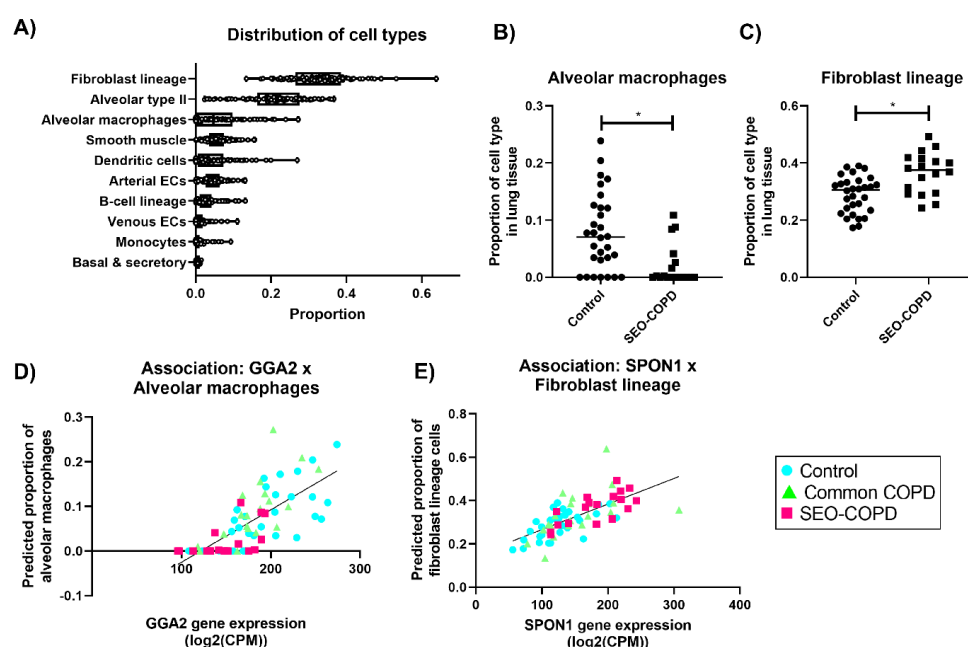 A)
Distribution of cell types
Fibroblast lineage
Alveolar type II
Alveolar macrophages
Smooth muscle
Dendritic cells
Arterial ECs
B-cell lineage
Venous ECs
Monocytes
Basal & secretory
0.0 0.2 0.4 0.6
Proportion
B)
Alveolar macrophages
Proportion of cell type
in lung tissue
0.3
0.2
0.1
0.0
*
Control
SEO-COPD
C)
Fibroblast lineage
Proportion of cell type
in lung tissue
0.6
0.4
0.2
0.0
*
Control
SEO-COPD
D)
Association: GGA2 x
Alveolar macrophages
Predicted proportion of
alveolar macrophages
0.3
0.2
0.1
0.0
-0.1
100 200 300
GGA2 gene expression
(log2(CPM))
E)
Association: SPON1 x
Fibroblast lineage
Predicted proportion of
fibroblast lineage cells
0.8
0.6
0.4
0.2
0.0
0 100 200 300 400
SPON1 gene expression
(log2(CPM))
Control
Common COPD
SEO-COPD